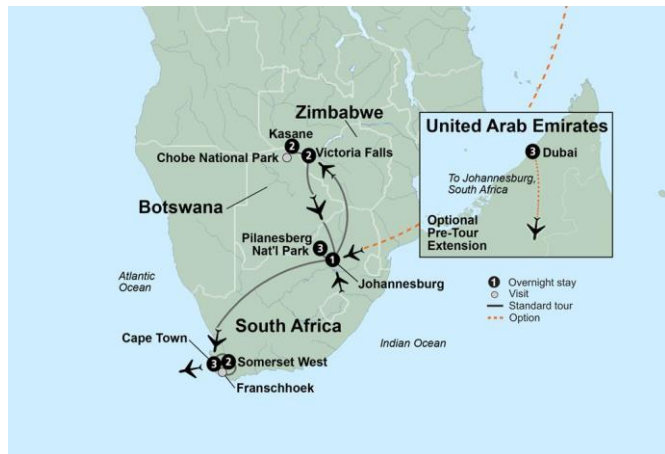 Zimbabwe
Kasane
2
Chobe National Park
2
Victoria Falls
Botswana
Pilanesberg
Nat'l Park
3
1
Johannesburg
Atlantic
Ocean
South Africa
Cape Town
3
2
Somerset West
Franschhoek
Indian Ocean
United Arab Emirates
3
Dubai
To Johannesburg,
South Africa
Optional
Pre-Tour
Extension
1
Overnight stay
Visit
Standard tour
Option